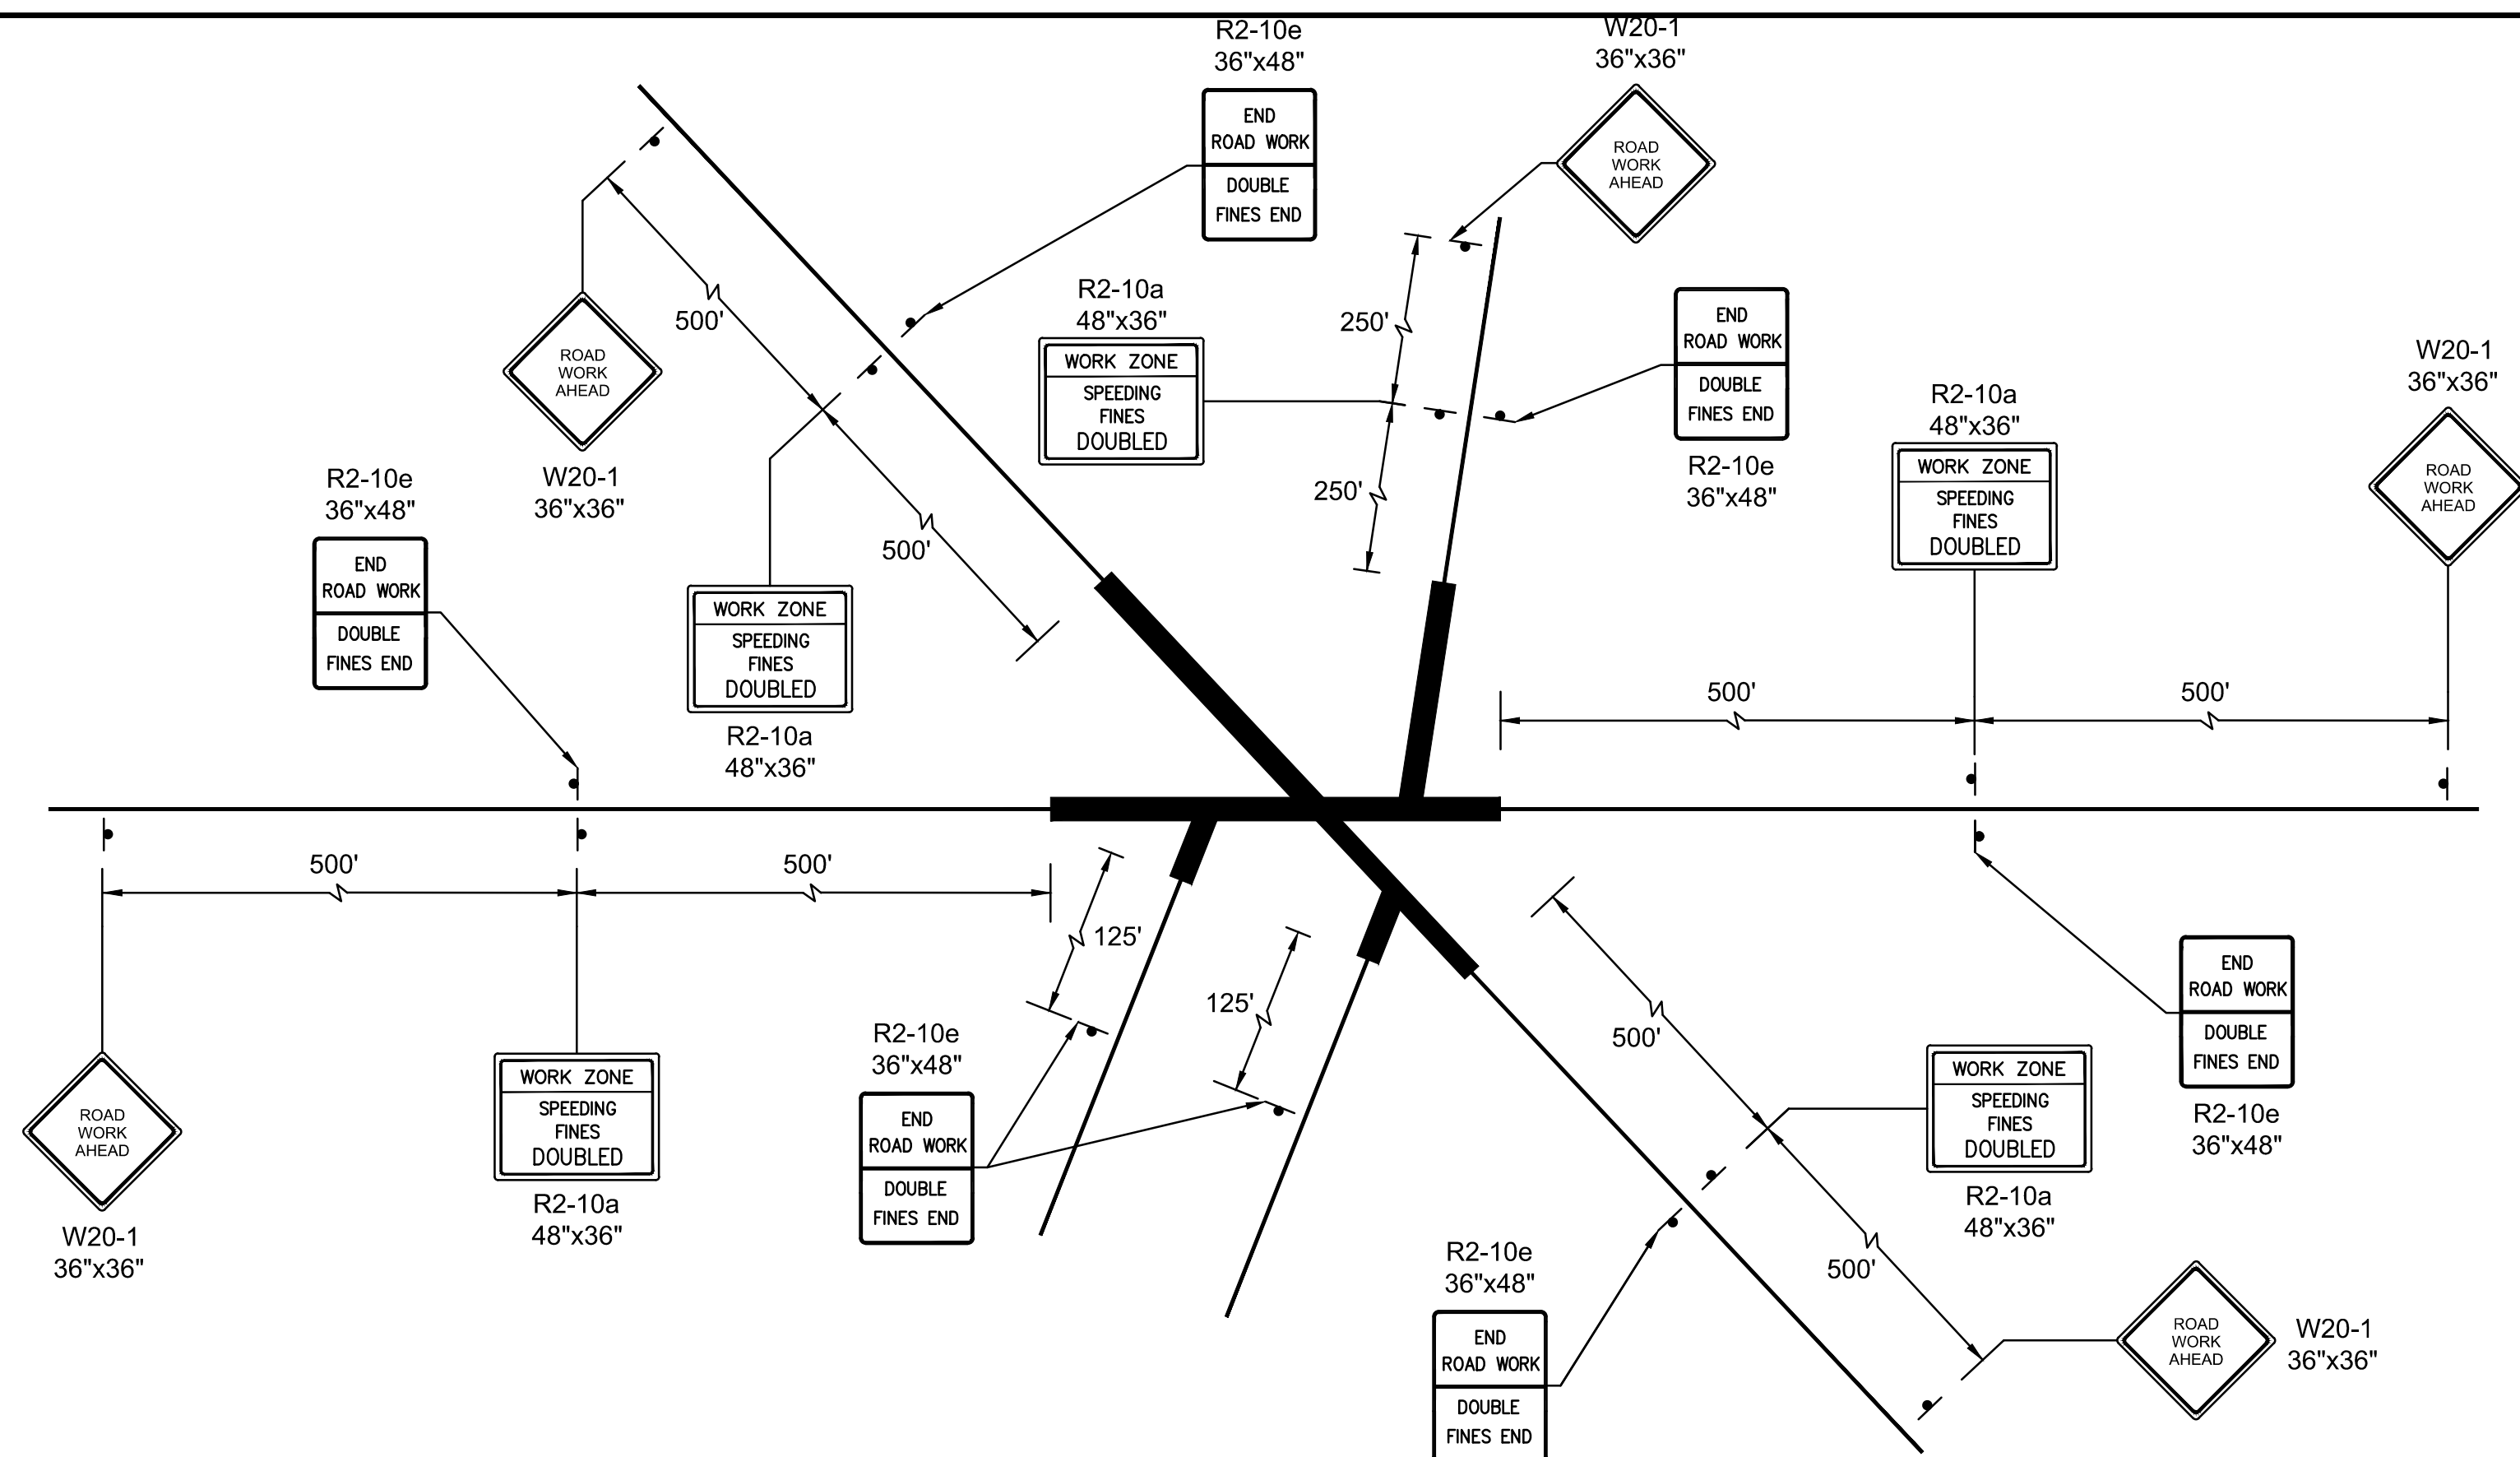 R2-10e
36"x48"
END
ROAD WORK
DOUBLE
FINES END
W20-1
36"x36"
ROAD
WORK
AHEAD
500'
ROAD
WORK
AHEAD
W20-1
36"x36"
R2-10a
48"x36"
WORK ZONE
SPEEDING
FINES
DOUBLED
250'
250'
END
ROAD WORK
DOUBLE
FINES END
R2-10e
36"x48"
R2-10a
48"x36"
WORK ZONE
SPEEDING
FINES
DOUBLED
W20-1
36"x36"
ROAD
WORK
AHEAD
R2-10e
36"x48"
END
ROAD WORK
DOUBLE
FINES END
500'
WORK ZONE
SPEEDING
FINES
DOUBLED
R2-10a
48"x36"
500'
500'
500'
500'
ROAD
WORK
AHEAD
W20-1
36"x36"
WORK ZONE
SPEEDING
FINES
DOUBLED
R2-10a
48"x36"
125'
125'
R2-10e
36"x48"
END
ROAD WORK
DOUBLE
FINES END
500'
WORK ZONE
SPEEDING
FINES
DOUBLED
R2-10a
48"x36"
END
ROAD WORK
DOUBLE
FINES END
R2-10e
36"x48"
500'
R2-10e
36"x48"
END
ROAD WORK
DOUBLE
FINES END
ROAD
WORK
AHEAD
W20-1
36"x36"